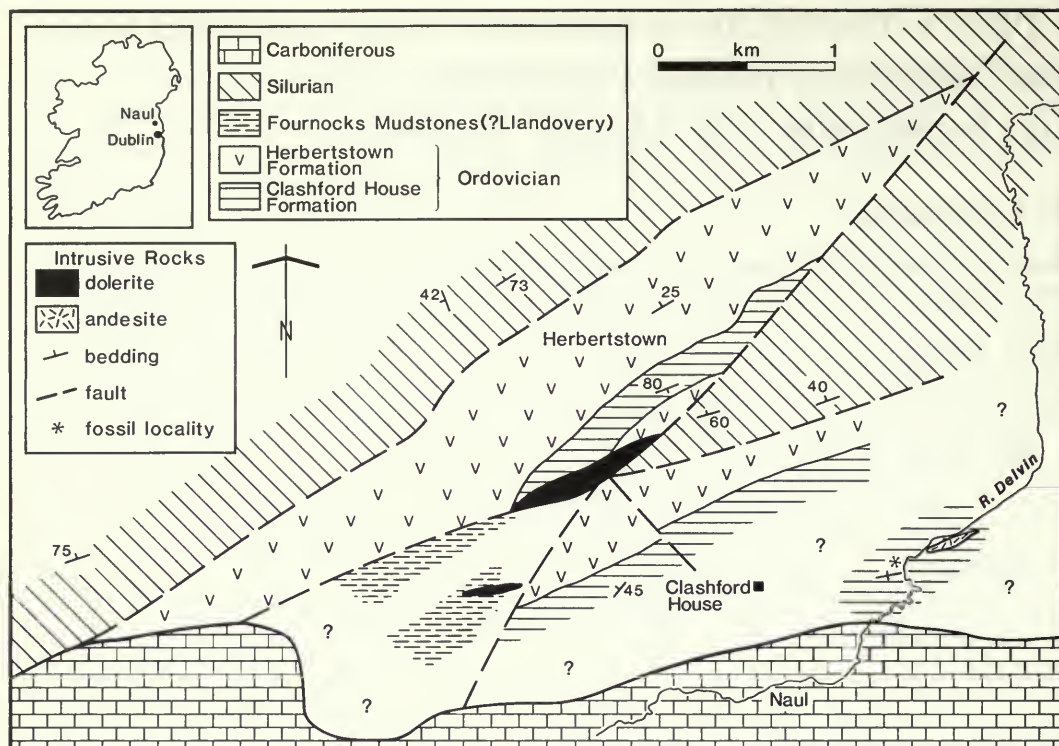 Naul
Dublin
Carboniferous
Silurian
Fournocks Mudstones(?Llandovery)
Herbertstown
Formation
Clashford House
Formation
Ordovician
0 km 1
Intrusive Rocks
dolerite
andesite
bedding
fault
* fossil locality
N
42
73
25
Herbertstown
80
40
60
?
75
R. Delvin
?
*
Clashford
House
45
?
?
?
?
Naul
v